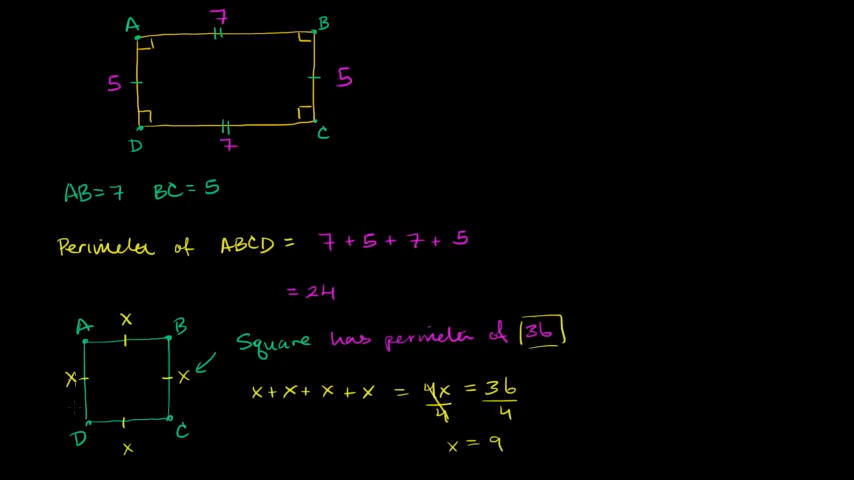 7
A B
5 5
D C
7
AB = 7 BC = 5
Perimeter of ABCD = 7 + 5 + 7 + 5
= 24
x
A B
Square has perimeter of 36
x x
x + x + x + x = 4x/4 = 36/4
D C
x
x = 9